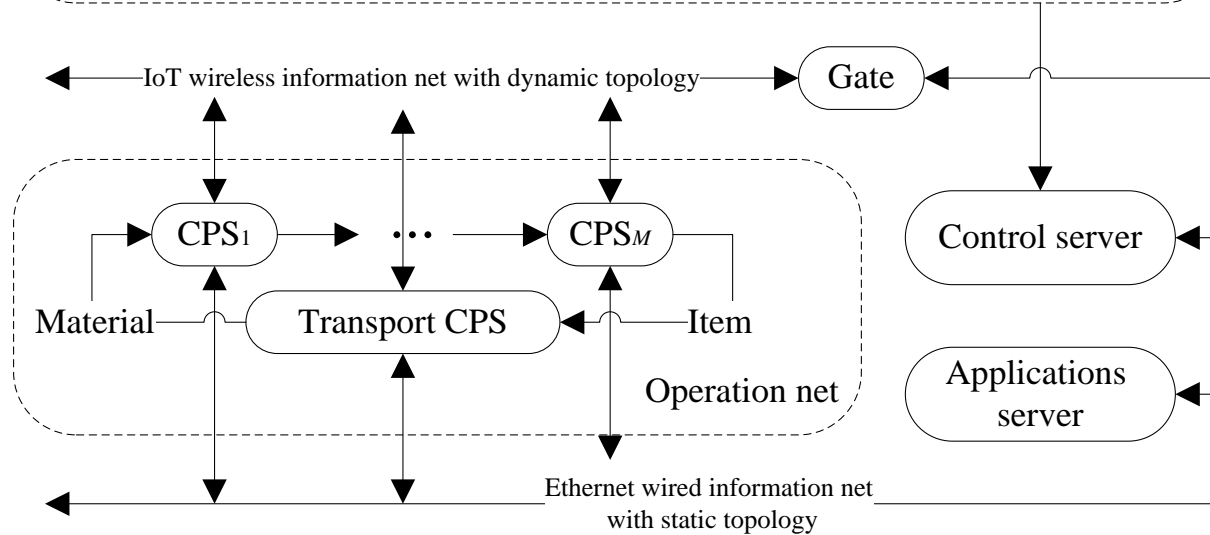 IoT wireless information net with dynamic topology
Gate
CPS1
...
CPSM
Control server
Material
Transport CPS
Item
Applications
server
Operation net
Ethernet wired information net
with static topology